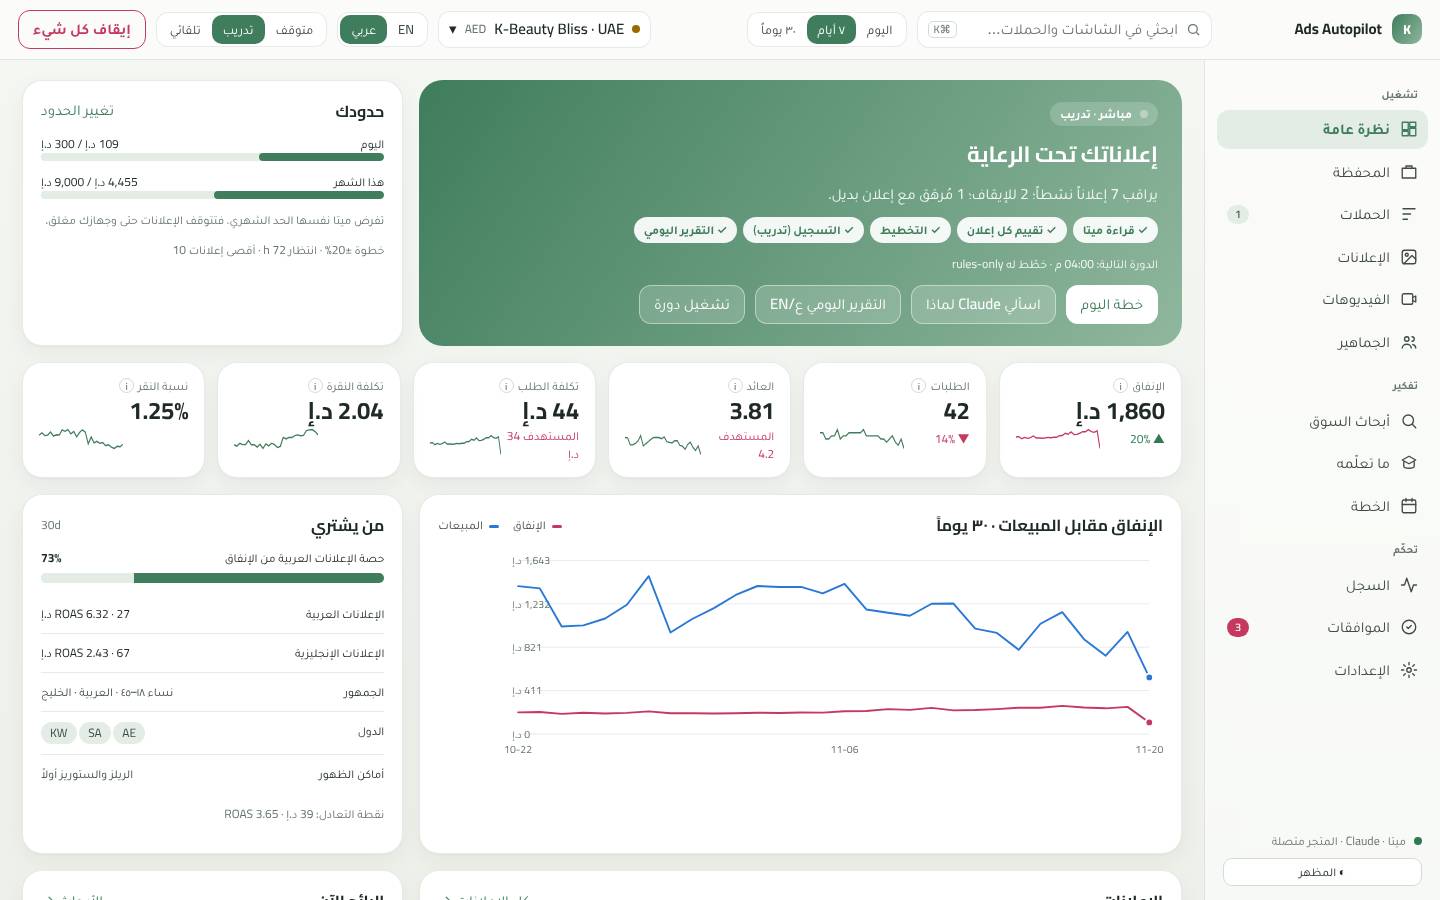 K
Ads Autopilot
ابحثي في الشاشات والحملات...
⌘K
اليوم
٧ أيام
٣٠ يوماً
K-Beauty Bliss · UAE
AED
EN
عربي
متوقف
تدريب
تلقائي
إيقاف كل شيء
تشغيل
نظرة عامة
المحفظة
الحملات
1
الإعلانات
الفيديوهات
الجماهير
تفكير
أبحاث السوق
ما تعلّمه
الخطة
تحكّم
السجل
الموافقات
3
الإعدادات
ميتا · Claude · المتجر متصلة
المظهر
مباشر · تدريب
إعلاناتك تحت الرعاية
يراقب 7 إعلاناً نشطاً؛ 2 للإيقاف؛ 1 مُرهَق مع إعلان بديل.
✓ قراءة ميتا
✓ تقييم كل إعلان
✓ التخطيط
✓ التسجيل (تدريب)
✓ التقرير اليومي
الدورة التالية: 04:00 م · خطّط له rules-only
خطة اليوم
اسألي Claude لماذا
التقرير اليومي ع/EN
تشغيل دورة
حدودك
تغيير الحدود
اليوم
109 د.إ / 300 د.إ
هذا الشهر
4,455 د.إ / 9,000 د.إ
تفرض ميتا نفسها الحد الشهري. فتتوقف الإعلانات حتى وجهازك مغلق.
خطوة ±20% · انتظار 72 h · أقصى إعلانات 10
الإنفاق i
1,860 د.إ
▲ 20%
الطلبات i
42
▼ 14%
العائد i
3.81
المستهدف
4.2
تكلفة الطلب i
44 د.إ
المستهدف 34
د.إ
تكلفة النقرة i
2.04 د.إ
نسبة النقر i
1.25%
الإنفاق مقابل المبيعات · ٣٠ يوماً
الإنفاق
المبيعات
1,643 د.إ
1,232 د.إ
821 د.إ
411 د.إ
0 د.إ
10-22
11-06
11-20
من يشتري
30d
حصة الإعلانات العربية من الإنفاق
73%
الإعلانات العربية
ROAS 6.32 · 27 د.إ
الإعلانات الإنجليزية
ROAS 2.43 · 67 د.إ
الجمهور
نساء ١٨–٤٥ · العربية · الخليج
الدول
AE
SA
KW
أماكن الظهور
الريلز والستوريز أولاً
نقطة التعادل: 39 د.إ · ROAS 3.65